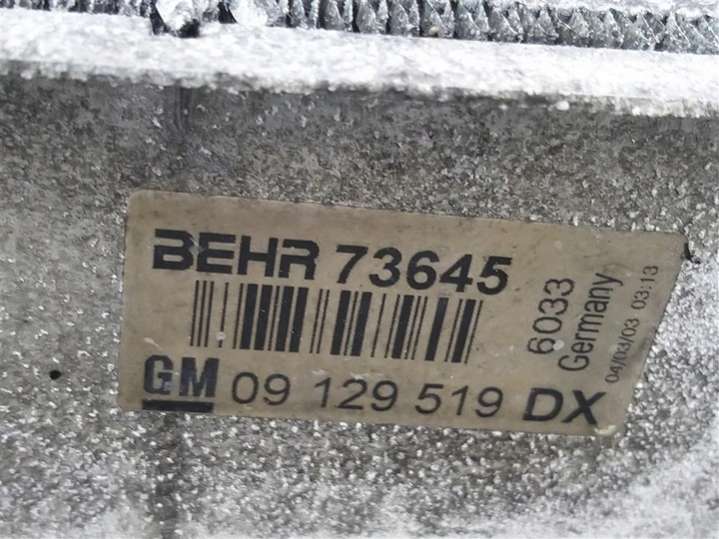 BEHR 73645
GM 09 129 519 DX
6033
Germany
04/03/03 03:13